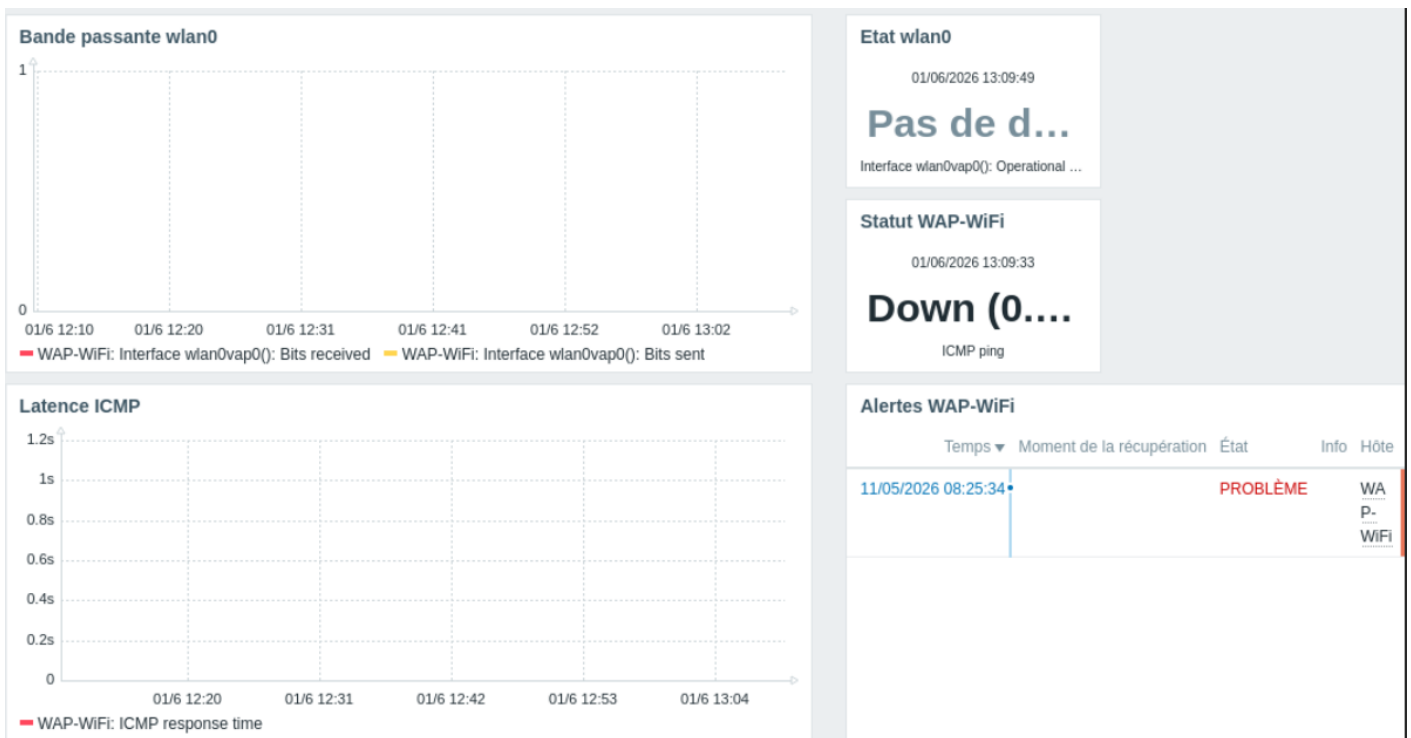 Bande passante wlan0
1
0
01/6 12:10 01/6 12:20 01/6 12:31 01/6 12:41 01/6 12:52 01/6 13:02
WAP-WiFi: Interface wlan0vap0(): Bits received WAP-WiFi: Interface wlan0vap0(): Bits sent
Etat wlan0
01/06/2026 13:09:49
Pas de d...
Interface wlan0vap0(): Operational ...
Statut WAP-WiFi
01/06/2026 13:09:33
Down (0....
ICMP ping
Latence ICMP
1.2s
1s
0.8s
0.6s
0.4s
0.2s
0
01/6 12:20 01/6 12:31 01/6 12:42 01/6 12:53 01/6 13:04
WAP-WiFi: ICMP response time
Alertes WAP-WiFi
Temps Moment de la récupération État Info Hôte
11/05/2026 08:25:34 PROBLÈME WA
P-
WiFi